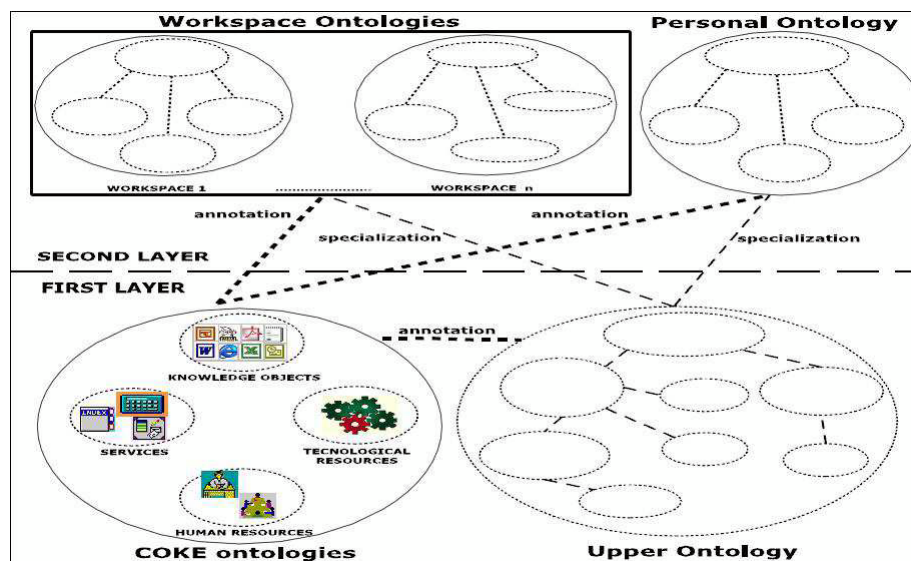 Workspace Ontologies
Personal Ontology
WORKSPACE 1
WORKSPACE n
annotation
annotation
specialization
specialization
SECOND LAYER
FIRST LAYER
annotation
KNOWLEDGE OBJECTS
INDEX
SERVICES
TECNOLOGICAL
RESOURCES
HUMAN RESOURCES
COKE ontologies
Upper Ontology